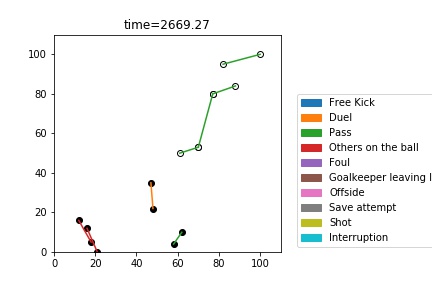 time=2669.27
100
80
60
40
20
0
0 20 40 60 80 100
Free Kick
Duel
Pass
Others on the ball
Foul
Goalkeeper leaving l
Offside
Save attempt
Shot
Interruption